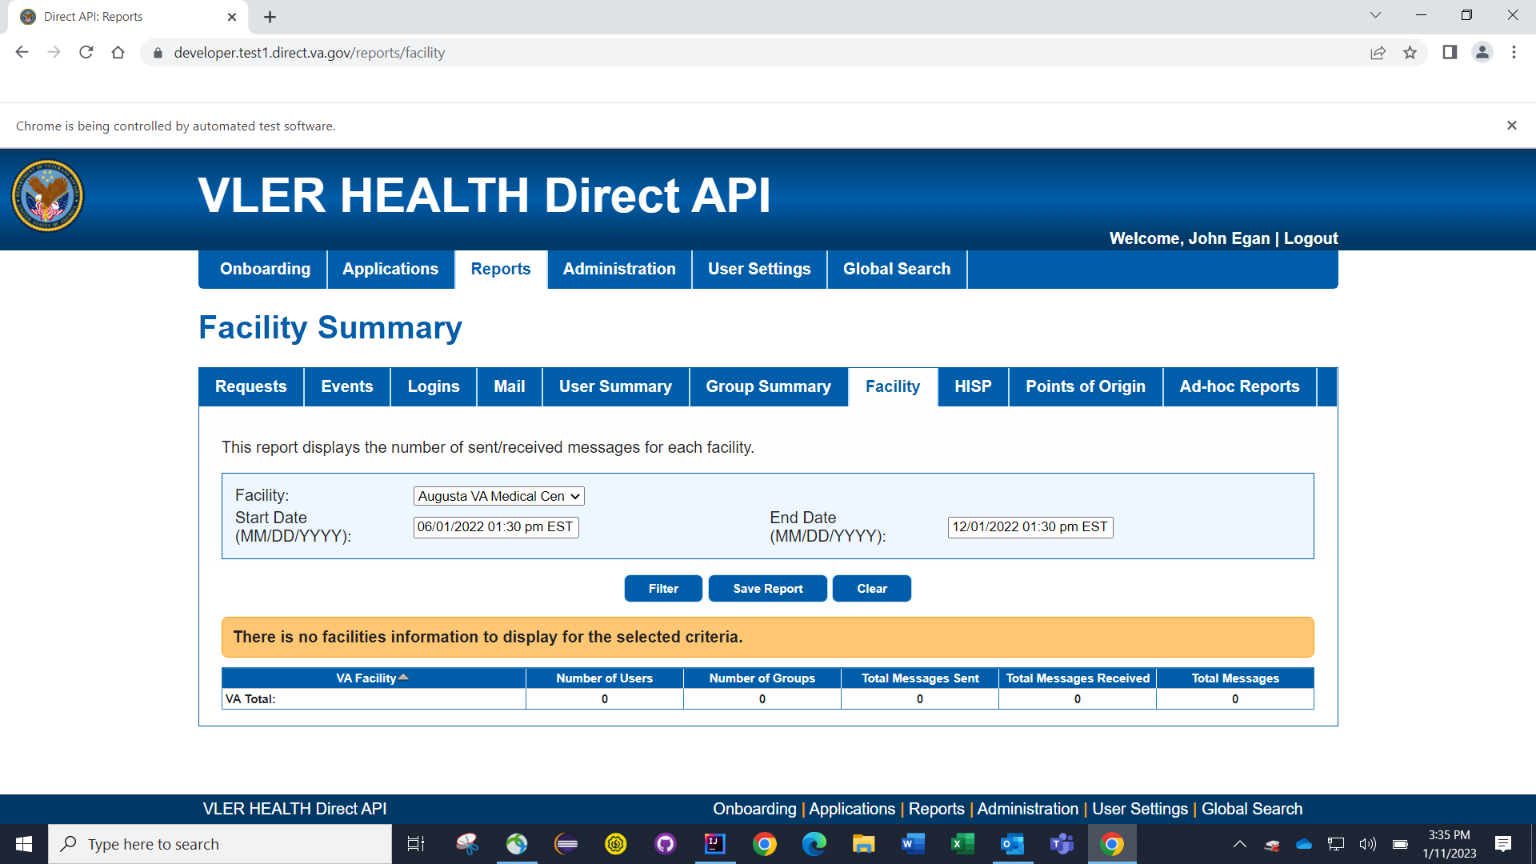 Direct API: Reports
developer.test1.direct.va.gov/reports/facility
Chrome is being controlled by automated test software.
VLER HEALTH Direct API
Welcome, John Egan | Logout
Onboarding Applications Reports Administration User Settings Global Search
Facility Summary
Requests Events Logins Mail User Summary Group Summary Facility HISP Points of Origin Ad-hoc Reports
This report displays the number of sent/received messages for each facility.
Facility: Augusta VA Medical Cen
Start Date (MM/DD/YYYY): 06/01/2022 01:30 pm EST End Date (MM/DD/YYYY): 12/01/2022 01:30 pm EST
Filter Save Report Clear
There is no facilities information to display for the selected criteria.
VA Facility Number of Users Number of Groups Total Messages Sent Total Messages Received Total Messages
VA Total: 0 0 0 0 0
VLER HEALTH Direct API Onboarding | Applications | Reports | Administration | User Settings | Global Search
Type here to search
3:35 PM
1/11/2023